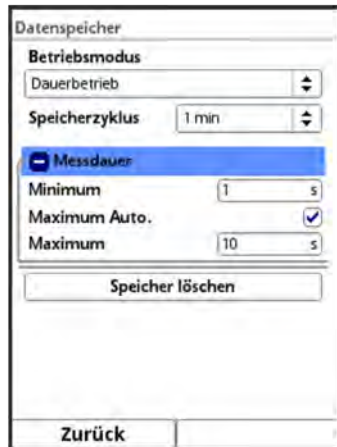 Datenspeicher
Betriebsmodus
Dauerbetrieb
Speicherzyklus 1 min
Messdauer
Minimum 1 s
Maximum Auto.
Maximum 10 s
Speicher löschen
Zurück